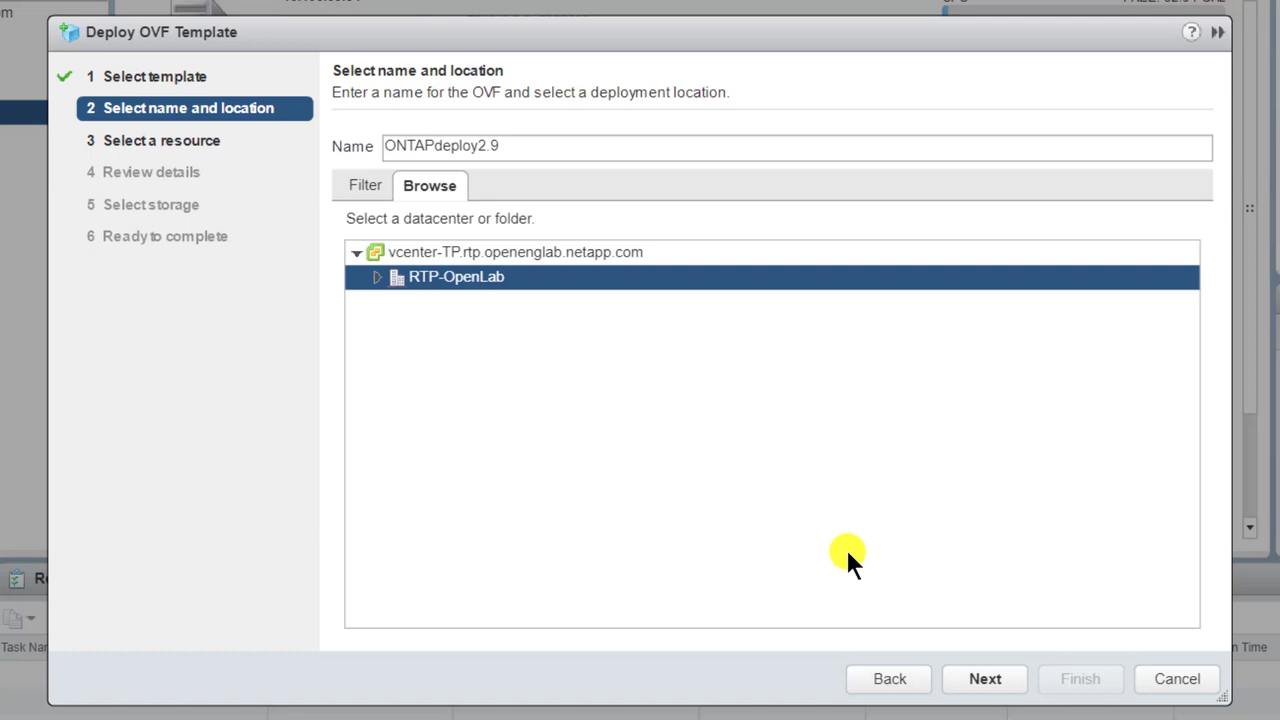 Deploy OVF Template
1 Select template
2 Select name and location
3 Select a resource
4 Review details
5 Select storage
6 Ready to complete
Select name and location
Enter a name for the OVF and select a deployment location.
Name ONTAPdeploy2.9
Filter Browse
Select a datacenter or folder.
vcenter-TP.rtp.openenglab.netapp.com
RTP-OpenLab
Task Nar
n Time
Back Next Finish Cancel